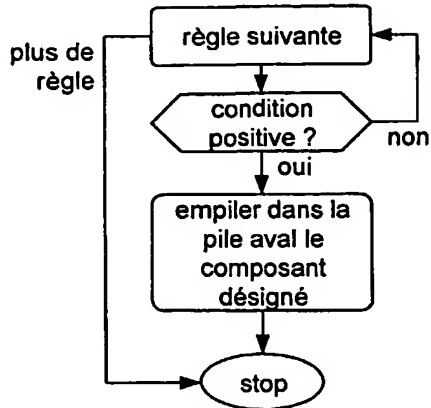 règle suivante
plus de
règle
condition
positive ?
non
oui
empiler dans la
pile aval le
composant
désigné
stop